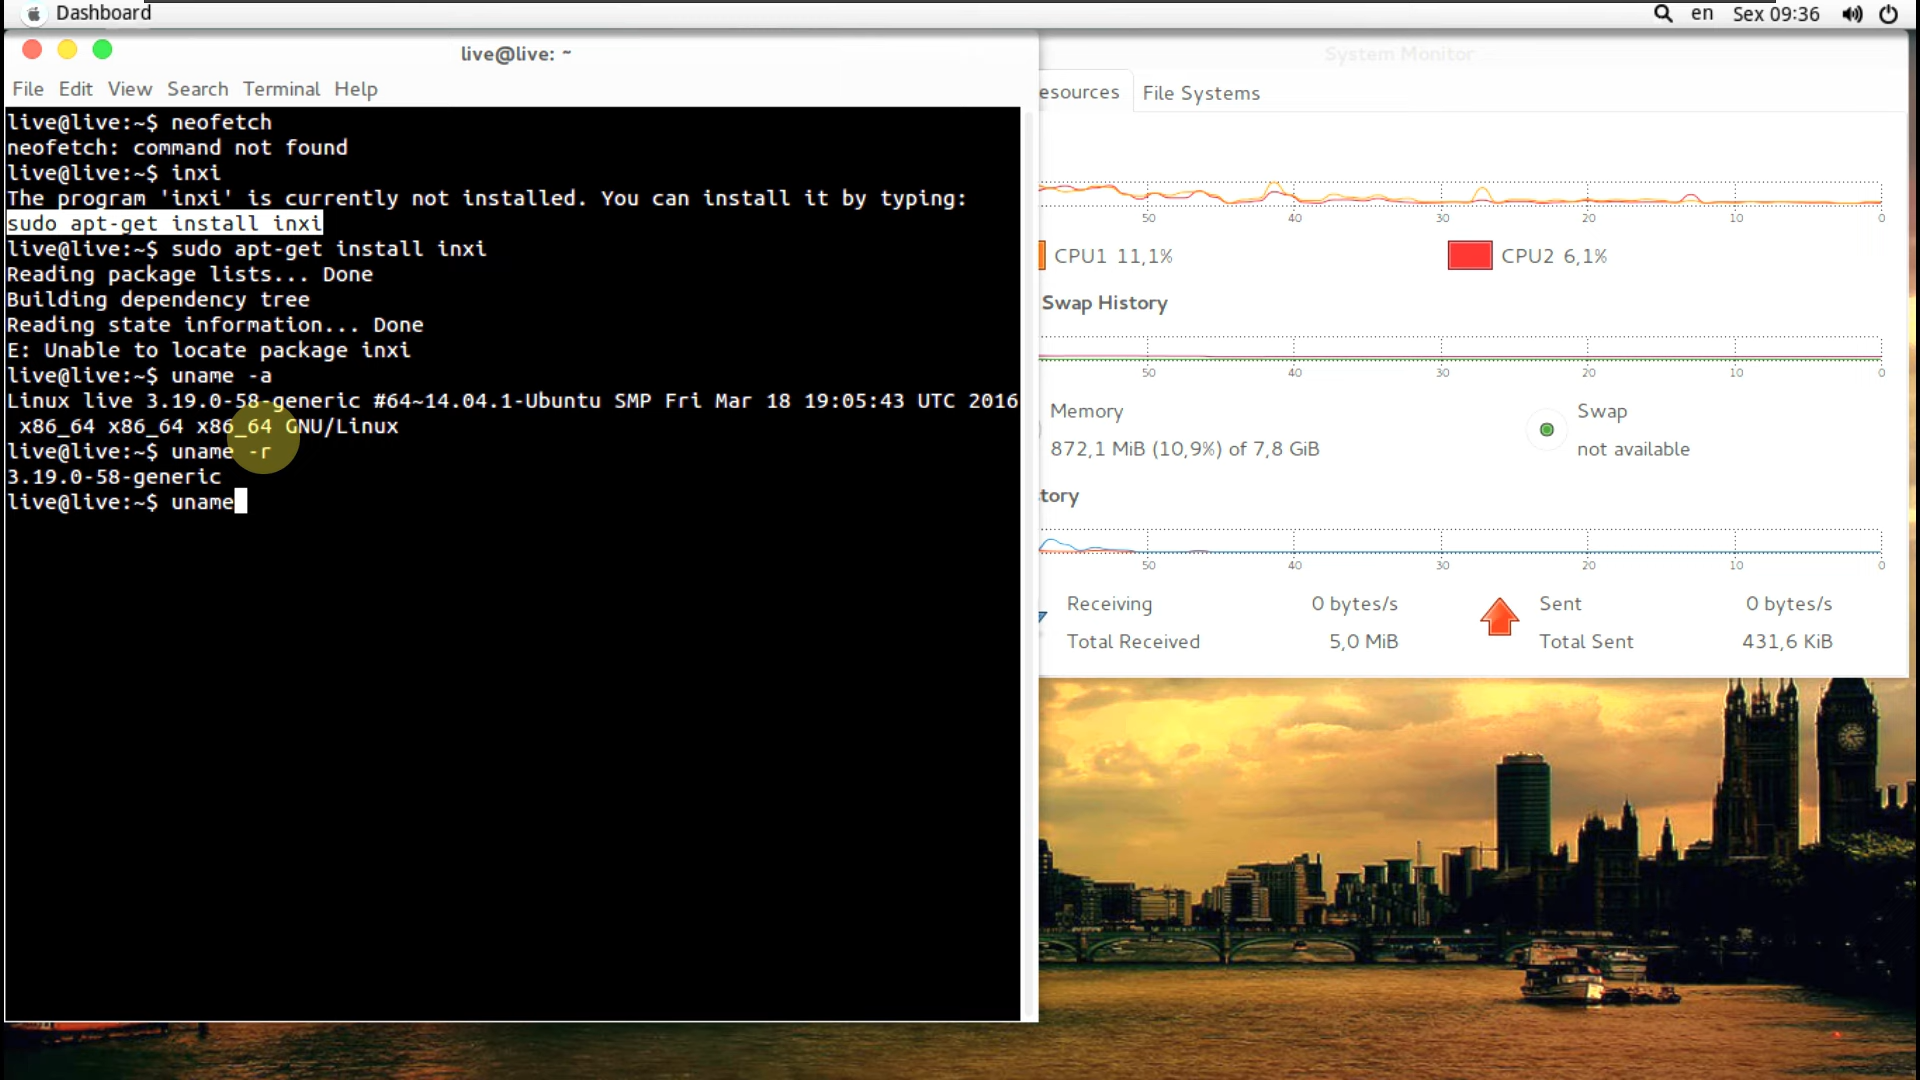 Dashboard
en Sex 09:36
live@live: ~
File Edit View Search Terminal Help
live@live:~$ neofetch
neofetch: command not found
live@live:~$ inxi
The program 'inxi' is currently not installed. You can install it by typing:
sudo apt-get install inxi
live@live:~$ sudo apt-get install inxi
Reading package lists... Done
Building dependency tree
Reading state information... Done
E: Unable to locate package inxi
live@live:~$ uname -a
Linux live 3.19.0-58-generic #64~14.04.1-Ubuntu SMP Fri Mar 18 19:05:43 UTC 2016
x86_64 x86_64 x86_64 GNU/Linux
live@live:~$ uname -r
3.19.0-58-generic
live@live:~$ uname
System Monitor
esources File Systems
50 40 30 20 10 0
CPU1 11,1% CPU2 6,1%
Swap History
50 40 30 20 10 0
Memory Swap
872,1 MiB (10,9%) of 7,8 GiB not available
tory
50 40 30 20 10 0
Receiving 0 bytes/s Sent 0 bytes/s
Total Received 5,0 MiB Total Sent 431,6 KiB